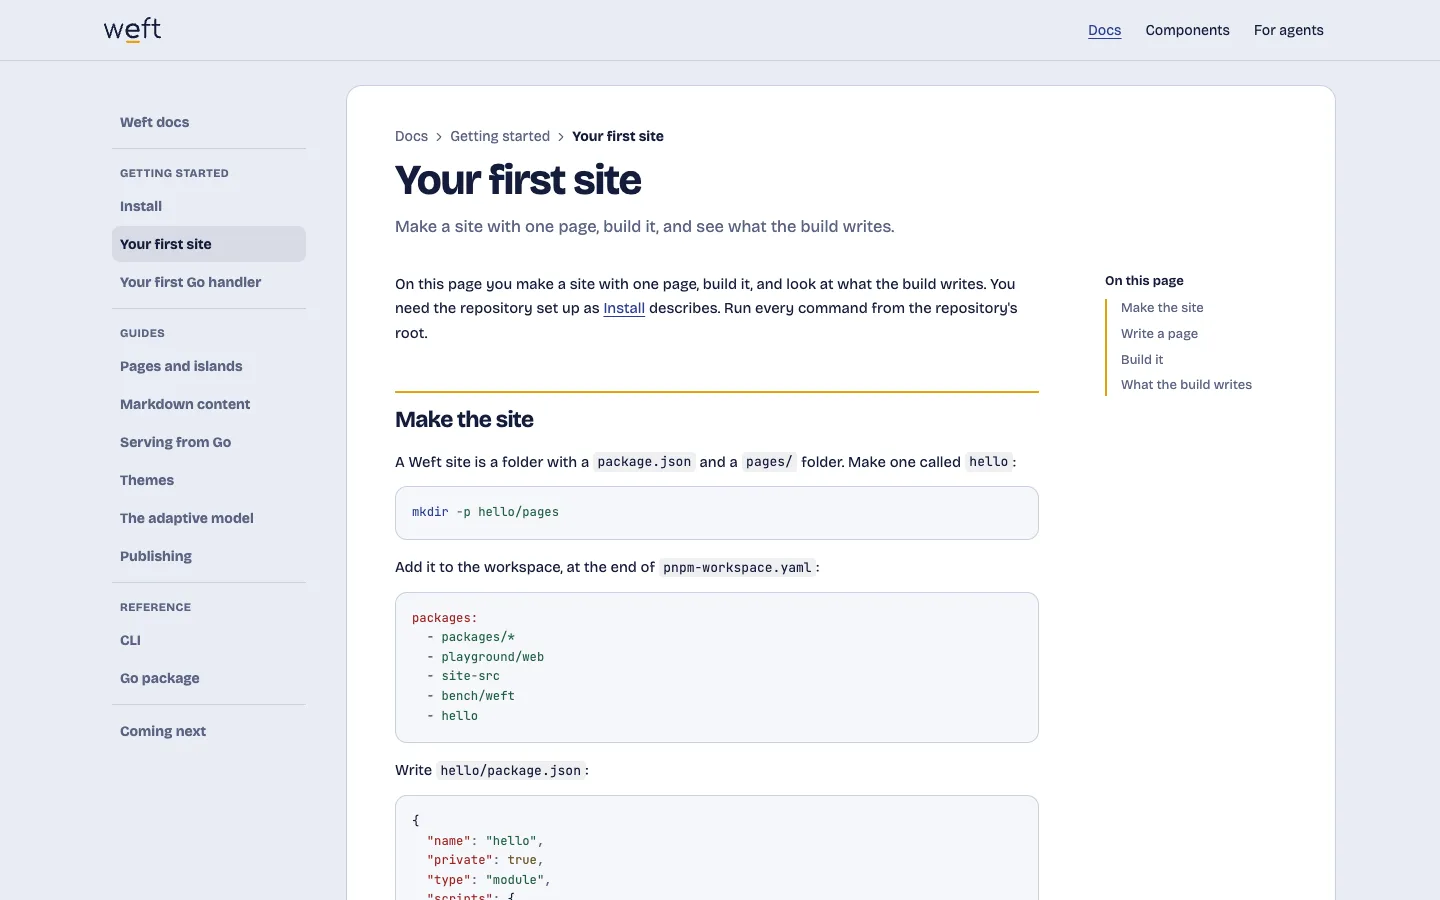 weft
Docs
Components
For agents
Weft docs
GETTING STARTED
Install
Your first site
Your first Go handler
GUIDES
Pages and islands
Markdown content
Serving from Go
Themes
The adaptive model
Publishing
REFERENCE
CLI
Go package
Coming next
Docs > Getting started > Your first site
Your first site
Make a site with one page, build it, and see what the build writes.
On this page you make a site with one page, build it, and look at what the build writes. You
need the repository set up as Install describes. Run every command from the repository's
root.
Make the site
A Weft site is a folder with a package.json and a pages/ folder. Make one called hello:
mkdir -p hello/pages
Add it to the workspace, at the end of pnpm-workspace.yaml:
packages:
  - packages/*
  - playground/web
  - site-src
  - bench/weft
  - hello
Write hello/package.json:
{
  "name": "hello",
  "private": true,
  "type": "module",
  "scripts": {
On this page
Make the site
Write a page
Build it
What the build writes